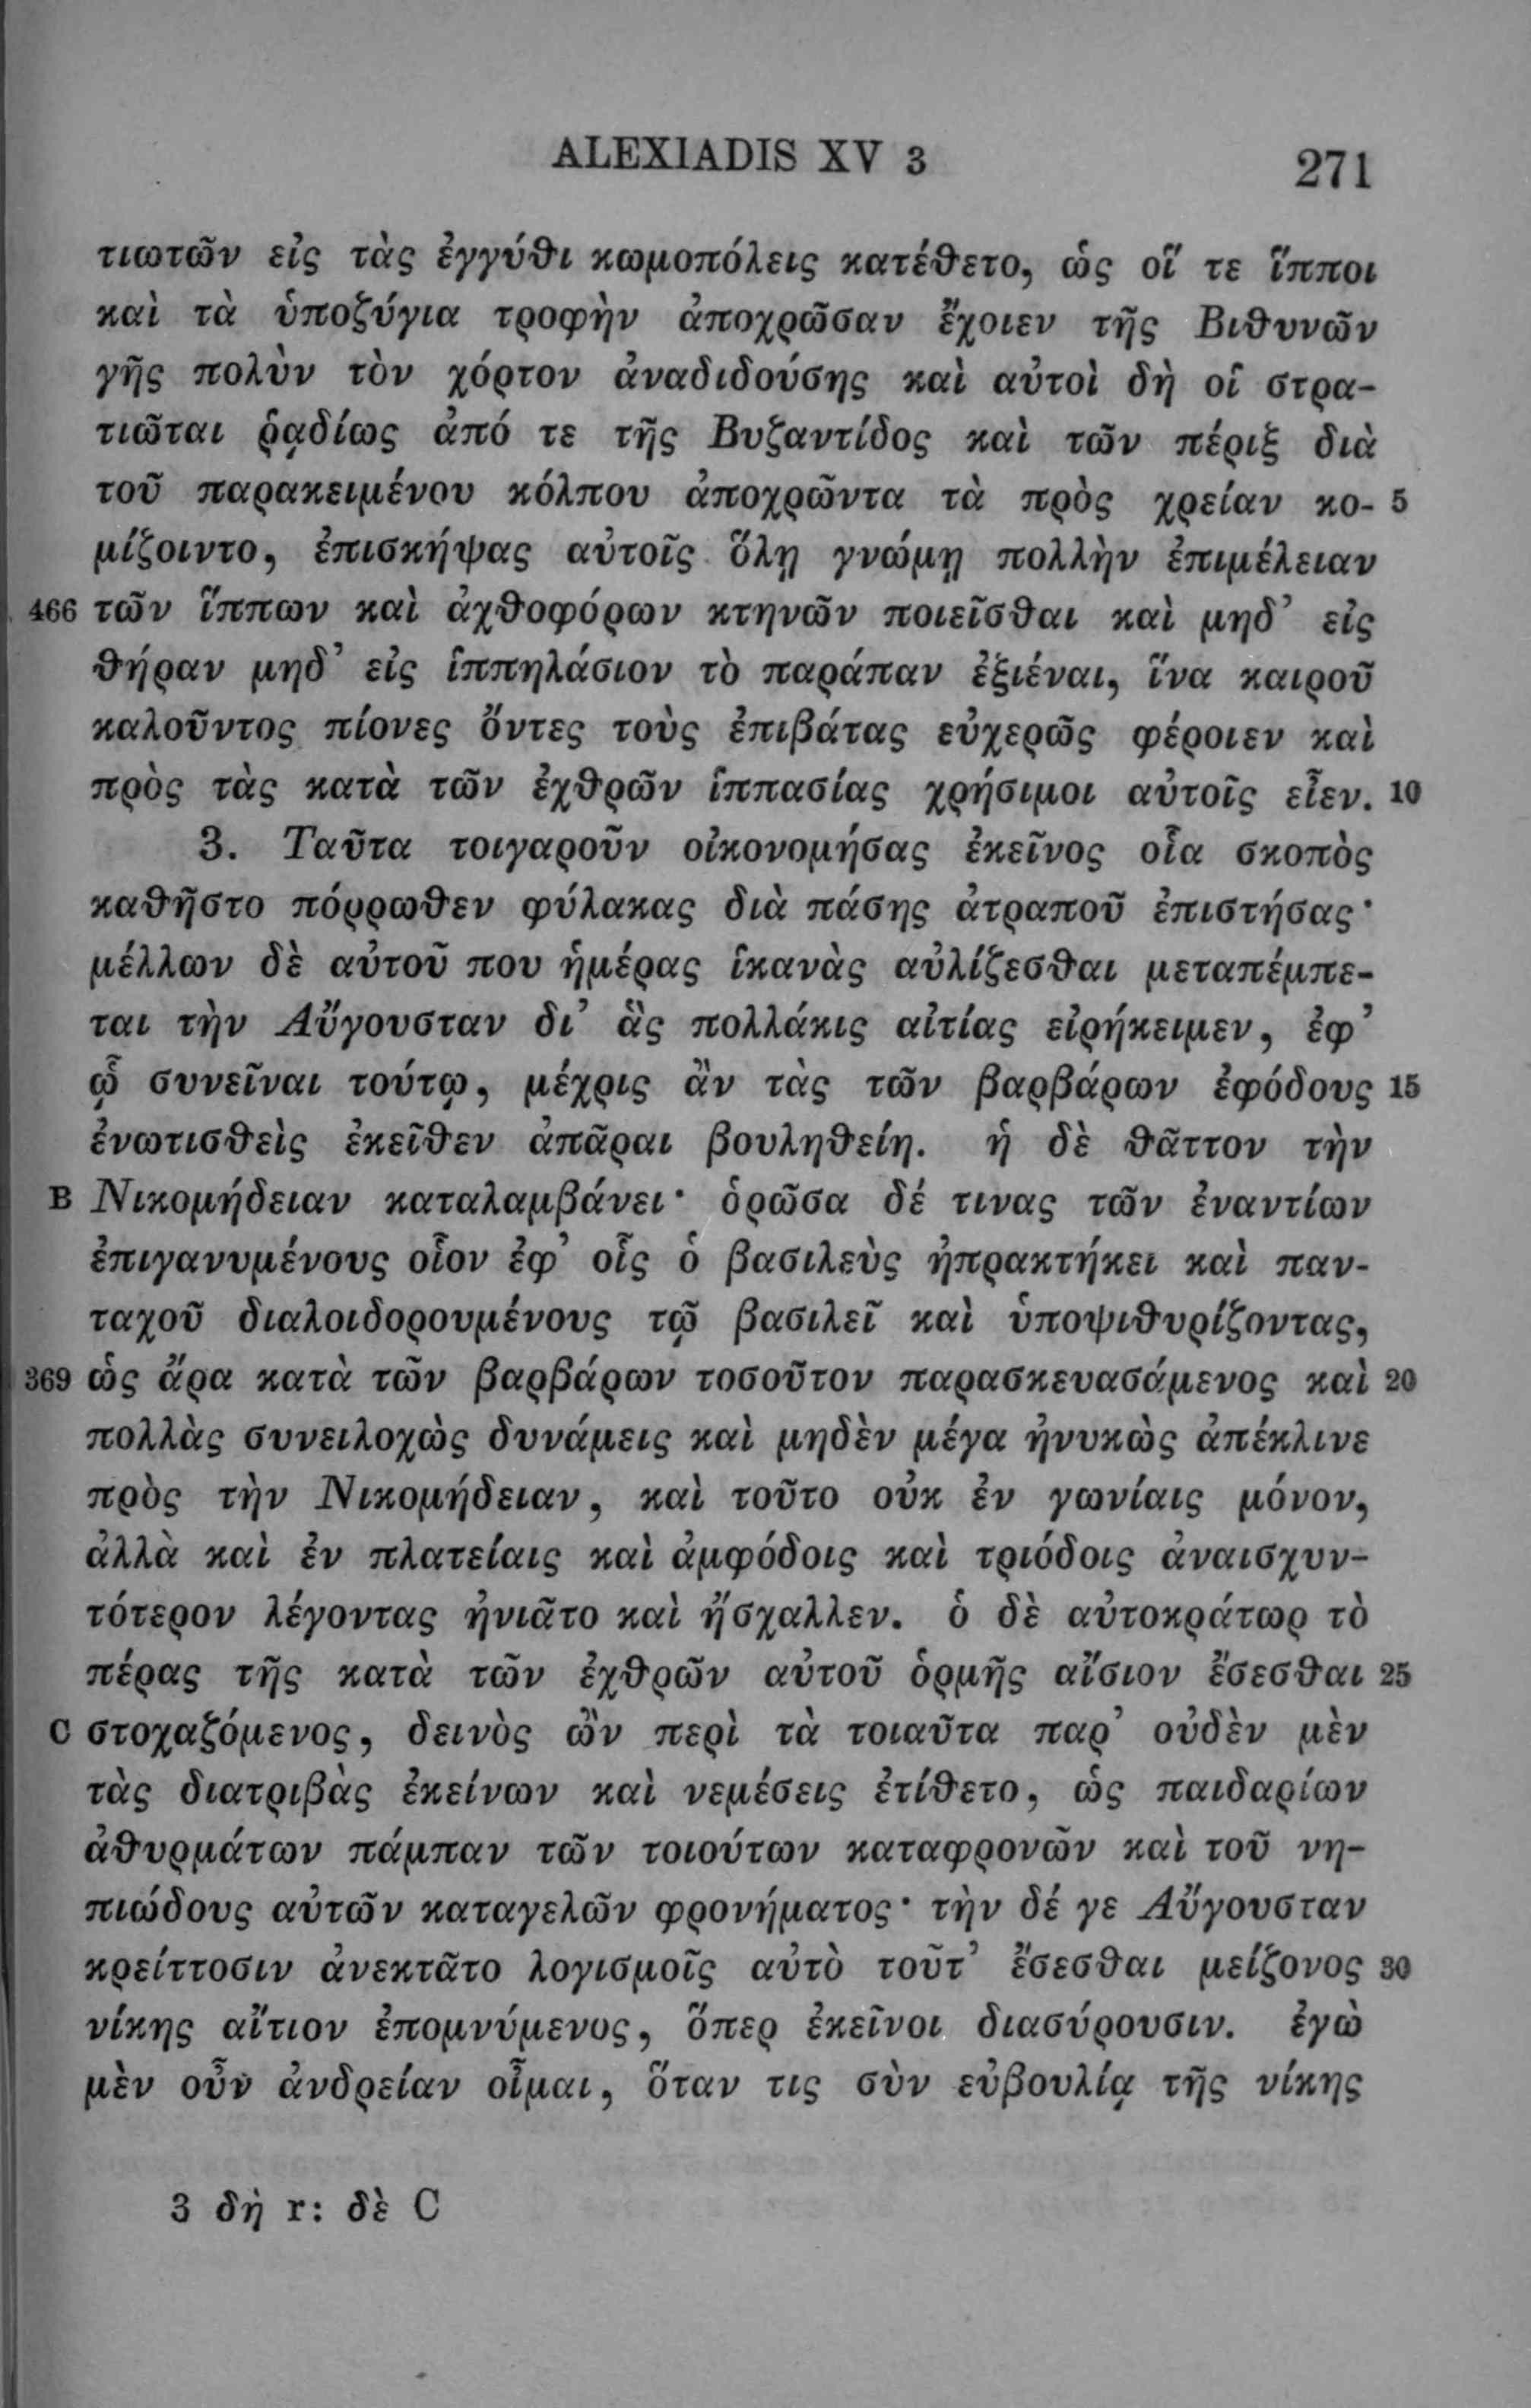 ALEXIADIS XV 3 271
τιωτῶν εἰς τὰς ἐγγύθι κωμοπόλεις κατέθετο, ὡς οἵ τε ἵπποι
καὶ τὰ ὑποζύγια τροφὴν ἀποχρῶσαν ἔχοιεν τῆς Βιθυνῶν
γῆς πολὺν τὸν χόρτον ἀναδιδούσης καὶ αὐτοὶ δὴ οἱ στρα-
τιῶται ῥᾳδίως ἀπό τε τῆς Βυζαντίδος καὶ τῶν πέριξ διὰ
τοῦ παρακειμένου κόλπου ἀποχρῶντα τὰ πρὸς χρείαν κο- 5
μίζοιντο, ἐπισκήψας αὐτοῖς ὅλῃ γνώμῃ πολλὴν ἐπιμέλειαν
466 τῶν ἵππων καὶ ἀχθοφόρων κτηνῶν ποιεῖσθαι καὶ μηδ’ εἰς
θήραν μηδ’ εἰς ἱππηλάσιον τὸ παράπαν ἐξιέναι, ἵνα καιροῦ
καλοῦντος πίονες ὄντες τοὺς ἐπιβάτας εὐχερῶς φέροιεν καὶ
πρὸς τὰς κατὰ τῶν ἐχθρῶν ἱππασίας χρήσιμοι αὐτοῖς εἶεν. 10
3. Ταῦτα τοιγαροῦν οἰκονομήσας ἐκεῖνος οἷα σκοπὸς
καθῆστο πόρρωθεν φύλακας διὰ πάσης ἀτραποῦ ἐπιστήσας·
μέλλων δὲ αὐτοῦ που ἡμέρας ἱκανὰς αὐλίζεσθαι μεταπέμπε-
ται τὴν Αὔγουσταν δι’ ἃς πολλάκις αἰτίας εἰρήκειμεν, ἐφ’
ᾧ συνεῖναι τούτῳ, μέχρις ἂν τὰς τῶν βαρβάρων ἐφόδους 15
ἐνωτισθεὶς ἐκεῖθεν ἀπᾶραι βουληθείη. ἡ δὲ θᾶττον τὴν
B Νικομήδειαν καταλαμβάνει· ὁρῶσα δέ τινας τῶν ἐναντίων
ἐπιγανυμένους οἷον ἐφ’ οἷς ὁ βασιλεὺς ἠπρακτήκει καὶ παν-
ταχοῦ διαλοιδορουμένους τῷ βασιλεῖ καὶ ὑποψιθυρίζοντας,
369 ὡς ἄρα κατὰ τῶν βαρβάρων τοσοῦτον παρασκευασάμενος καὶ 20
πολλὰς συνειλοχὼς δυνάμεις καὶ μηδὲν μέγα ἠνυκὼς ἀπέκλινε
πρὸς τὴν Νικομήδειαν, καὶ τοῦτο οὐκ ἐν γωνίαις μόνον,
ἀλλὰ καὶ ἐν πλατείαις καὶ ἀμφόδοις καὶ τριόδοις ἀναισχυν-
τότερον λέγοντας ἠνιᾶτο καὶ ἤσχαλλεν. ὁ δὲ αὐτοκράτωρ τὸ
πέρας τῆς κατὰ τῶν ἐχθρῶν αὐτοῦ ὁρμῆς αἴσιον ἔσεσθαι 25
C στοχαζόμενος, δεινὸς ὢν περὶ τὰ τοιαῦτα παρ’ οὐδὲν μὲν
τὰς διατριβὰς ἐκείνων καὶ νεμέσεις ἐτίθετο, ὡς παιδαρίων
ἀθυρμάτων πάμπαν τῶν τοιούτων καταφρονῶν καὶ τοῦ νη-
πιώδους αὐτῶν καταγελῶν φρονήματος· τὴν δέ γε Αὔγουσταν
κρείττοσιν ἀνεκτᾶτο λογισμοῖς αὐτὸ τοῦτ’ ἔσεσθαι μείζονος 30
νίκης αἴτιον ἐπομνύμενος, ὅπερ ἐκεῖνοι διασύρουσιν. ἐγὼ
μὲν οὖν ἀνδρείαν οἶμαι, ὅταν τις σὺν εὐβουλίᾳ τῆς νίκης
3 δὴ r: δὲ C